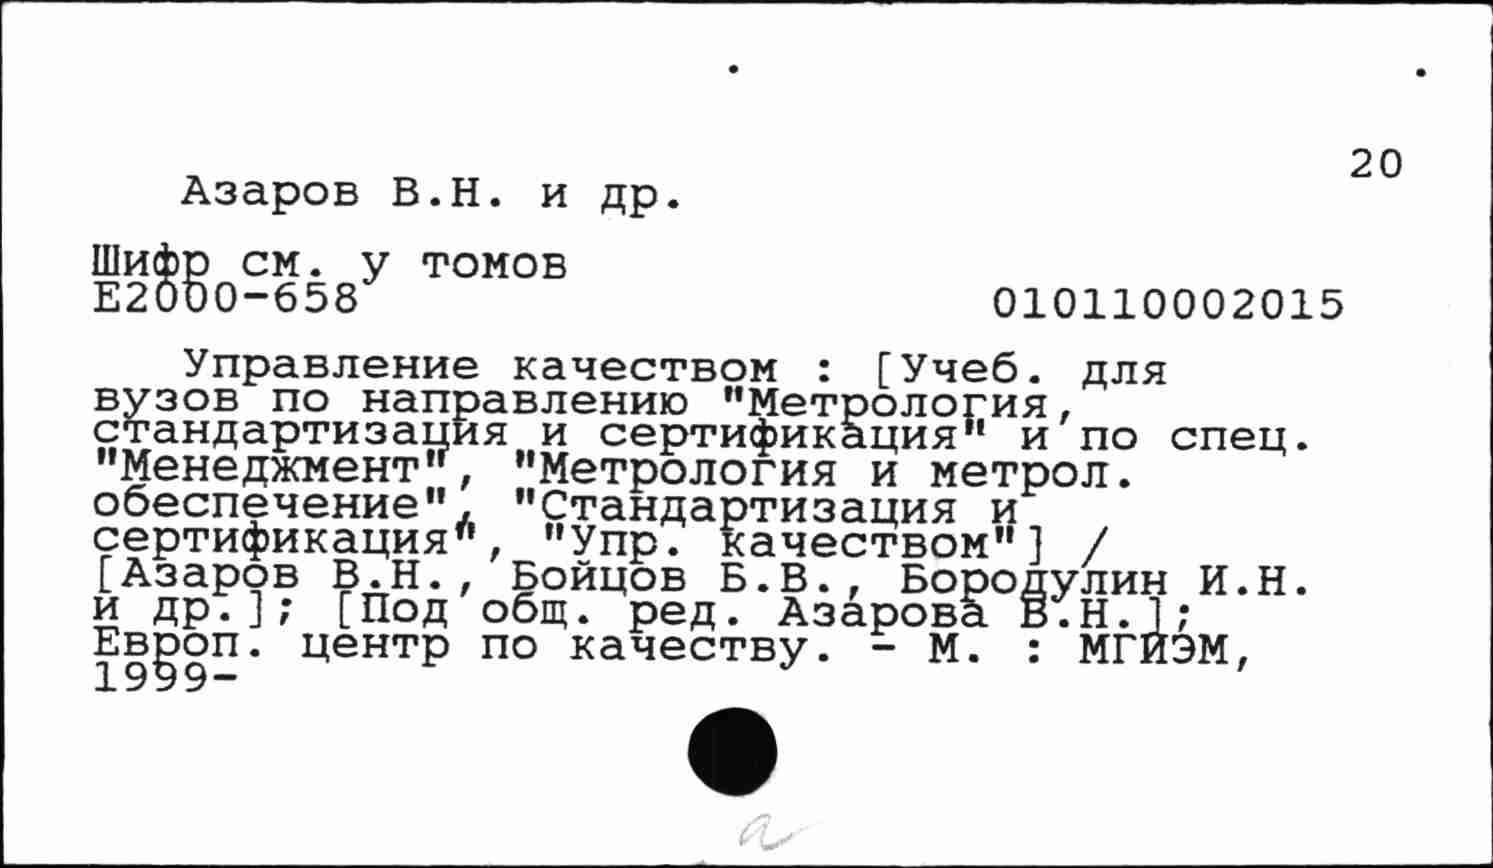 20
Азаров В.Н. и др.
Шифр см. у томов
Е2000-658 010110002015
Управление качеством : [Учеб. для
вузов по направлению "Метрология,
стандартизация и сертификация" и по спец.
"Менеджмент", "Метрология и метрол.
обеспечение", "Стандартизация и
сертификация", "Упр. качеством"] /
[Азаров В.Н., Бойцов Б.В., Бородулин И.Н.
и др.]; [Под общ. ред. Азарова В.Н.];
Европ. центр по качеству. - М. : МГИЭМ,
1999-
а